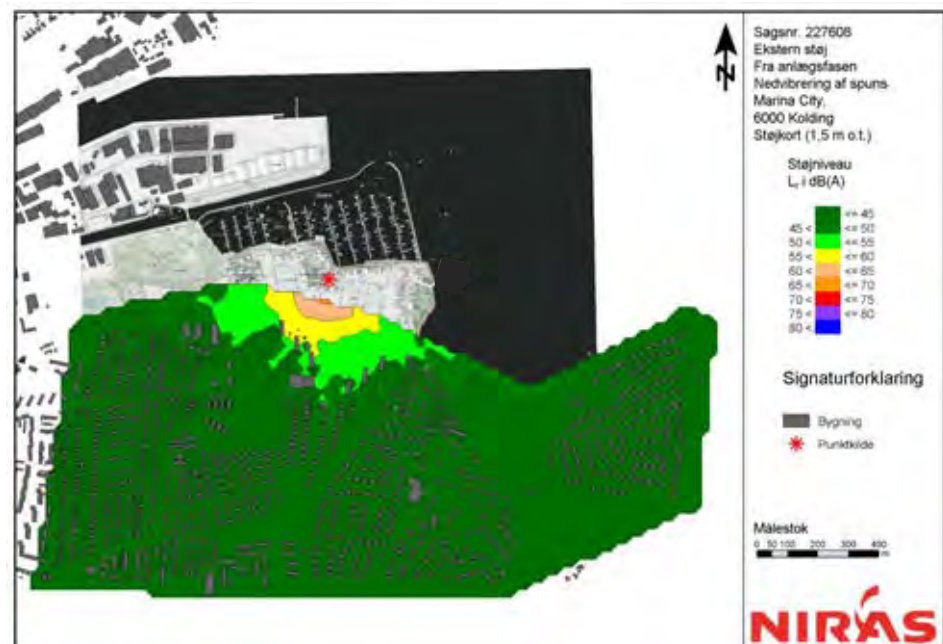 Sagsnr. 227608
Ekstern støj
Fra anlægsfasen
Nedvibrering af spuns
Marina City,
6000 Kolding
Støjkort (1,5 m o.t.)
N
Støjniveau
Lr i dB(A)
<= 45
45 < <= 50
50 < <= 55
55 < <= 60
60 < <= 65
65 < <= 70
70 < <= 75
75 < <= 80
80 <
Signaturforklaring
Bygning
Punktkilde
Målestok
0 50 100 200 300 400
m
NIRAS